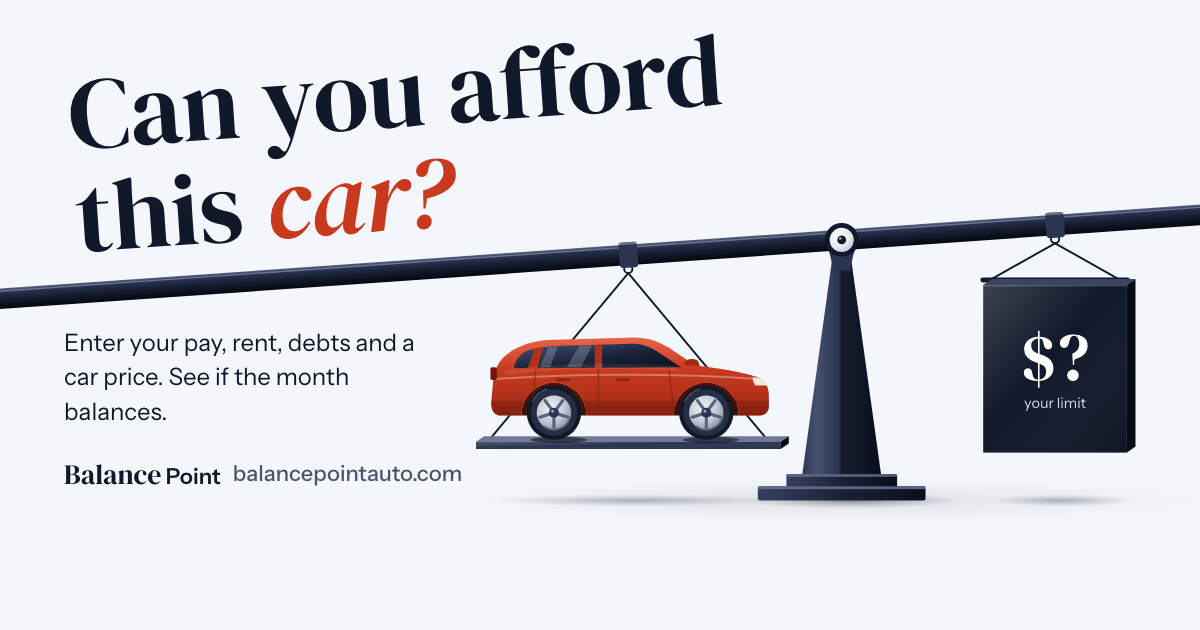 Can you afford
this car?
Enter your pay, rent, debts and a
car price. See if the month
balances.
Balance Point balancepointauto.com
$?
your limit